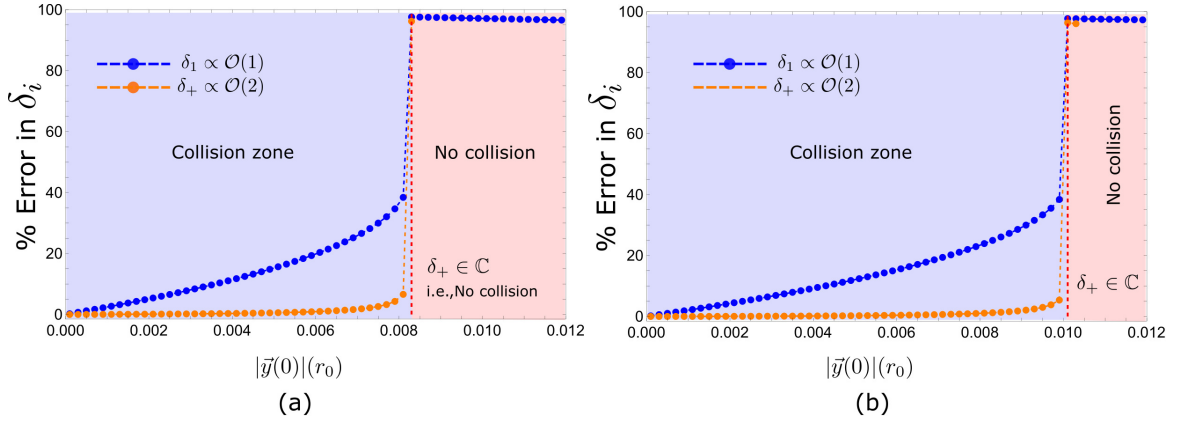 100
80
60
40
20
0
% Error in δ_i
δ₁ ∝ 𝒪(1)
δ₊ ∝ 𝒪(2)
Collision zone
No collision
δ₊ ∈ ℂ
i.e.,No collision
0.000 0.002 0.004 0.006 0.008 0.010 0.012
|y⃗(0)|(r₀)
(a)
100
80
60
40
20
0
% Error in δ_i
δ₁ ∝ 𝒪(1)
δ₊ ∝ 𝒪(2)
Collision zone
No collision
δ₊ ∈ ℂ
0.000 0.002 0.004 0.006 0.008 0.010 0.012
|y⃗(0)|(r₀)
(b)